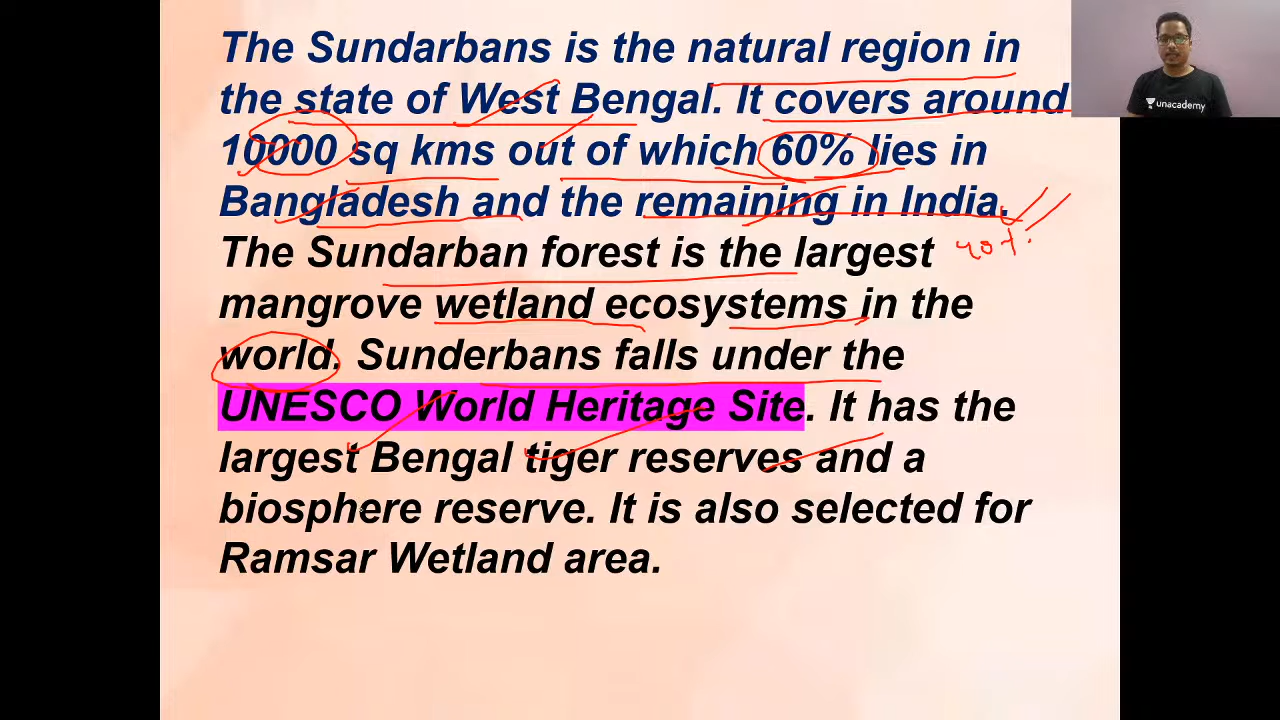 The Sundarbans is the natural region in
the state of West Bengal. It covers around
10000 sq kms out of which 60% lies in
Bangladesh and the remaining in India.
40%
The Sundarban forest is the largest
mangrove wetland ecosystems in the
world. Sunderbans falls under the
UNESCO World Heritage Site. It has the
largest Bengal tiger reserves and a
biosphere reserve. It is also selected for
Ramsar Wetland area.
unacademy